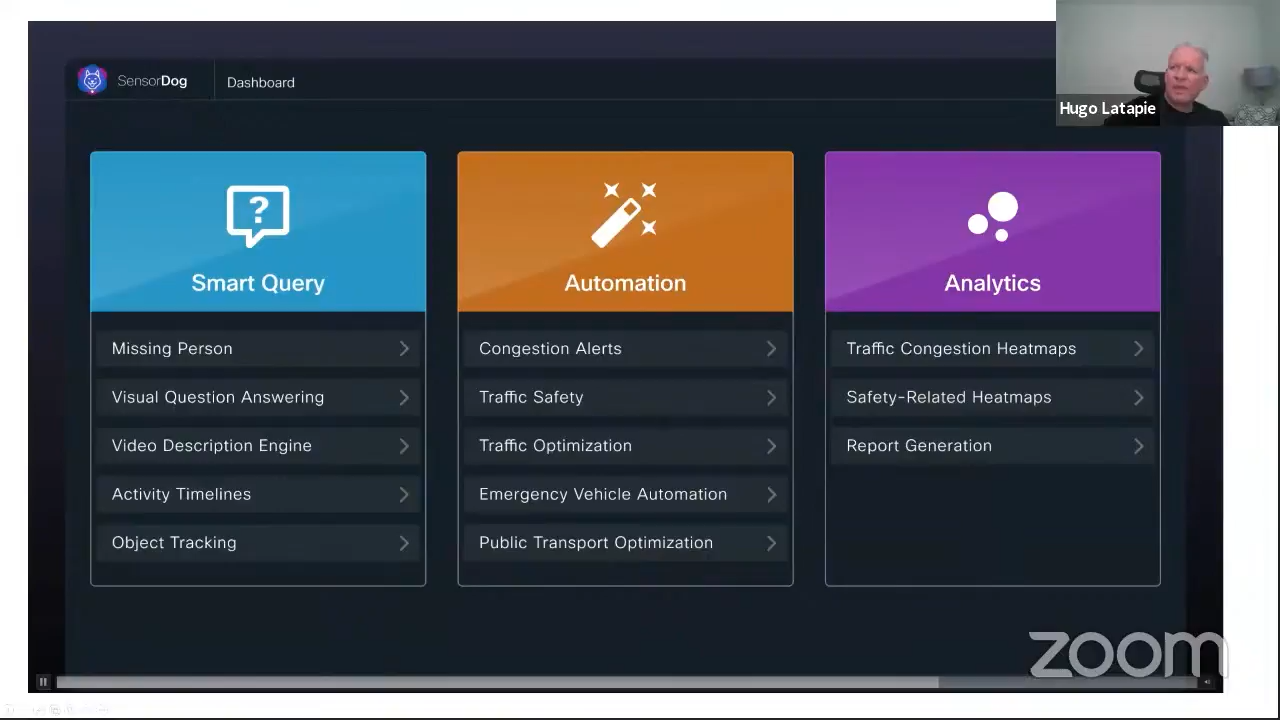 SensorDog
Dashboard
Hugo Latapie
?
Smart Query
Missing Person
Visual Question Answering
Video Description Engine
Activity Timelines
Object Tracking
Automation
Congestion Alerts
Traffic Safety
Traffic Optimization
Emergency Vehicle Automation
Public Transport Optimization
Analytics
Traffic Congestion Heatmaps
Safety-Related Heatmaps
Report Generation
zoom